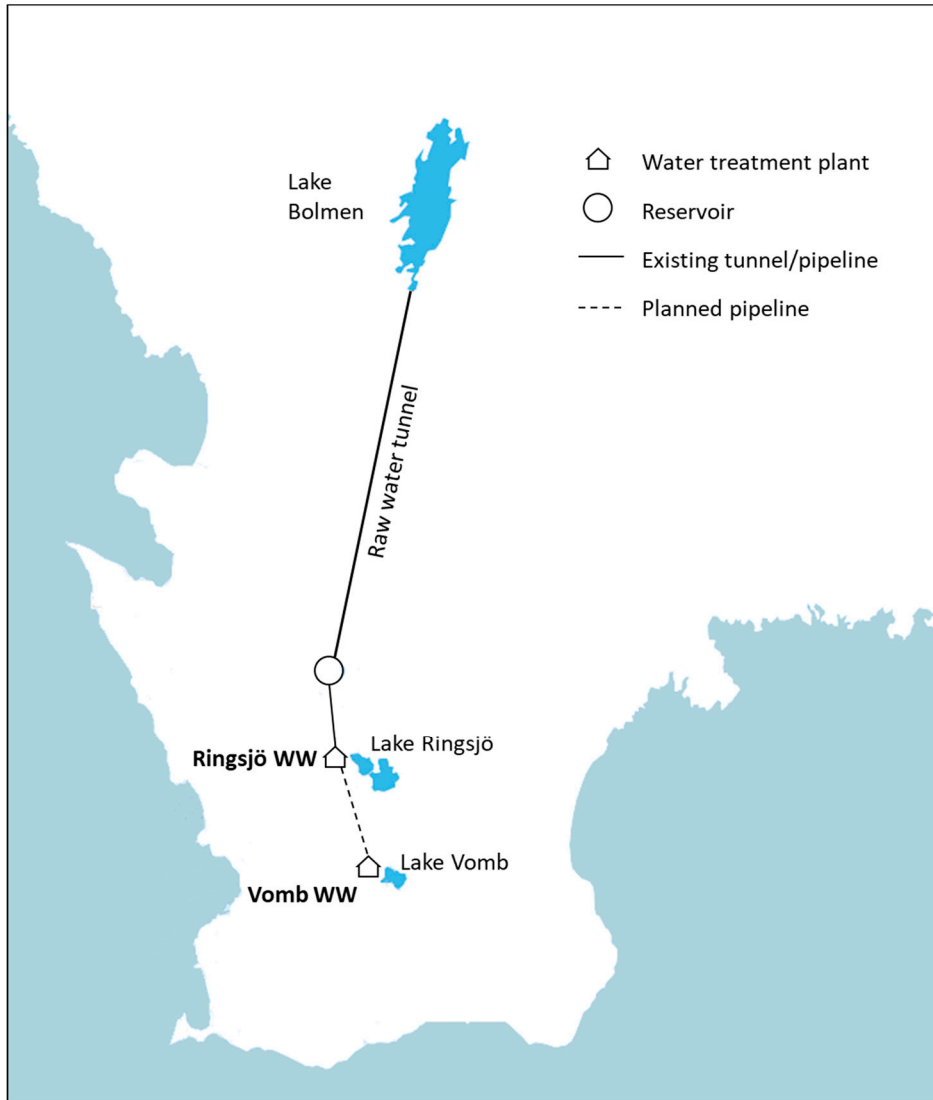 Lake
Bolmen
Water treatment plant
Reservoir
Existing tunnel/pipeline
Planned pipeline
Raw water tunnel
Lake Ringsjö
Ringsjö WW
Lake Vomb
Vomb WW